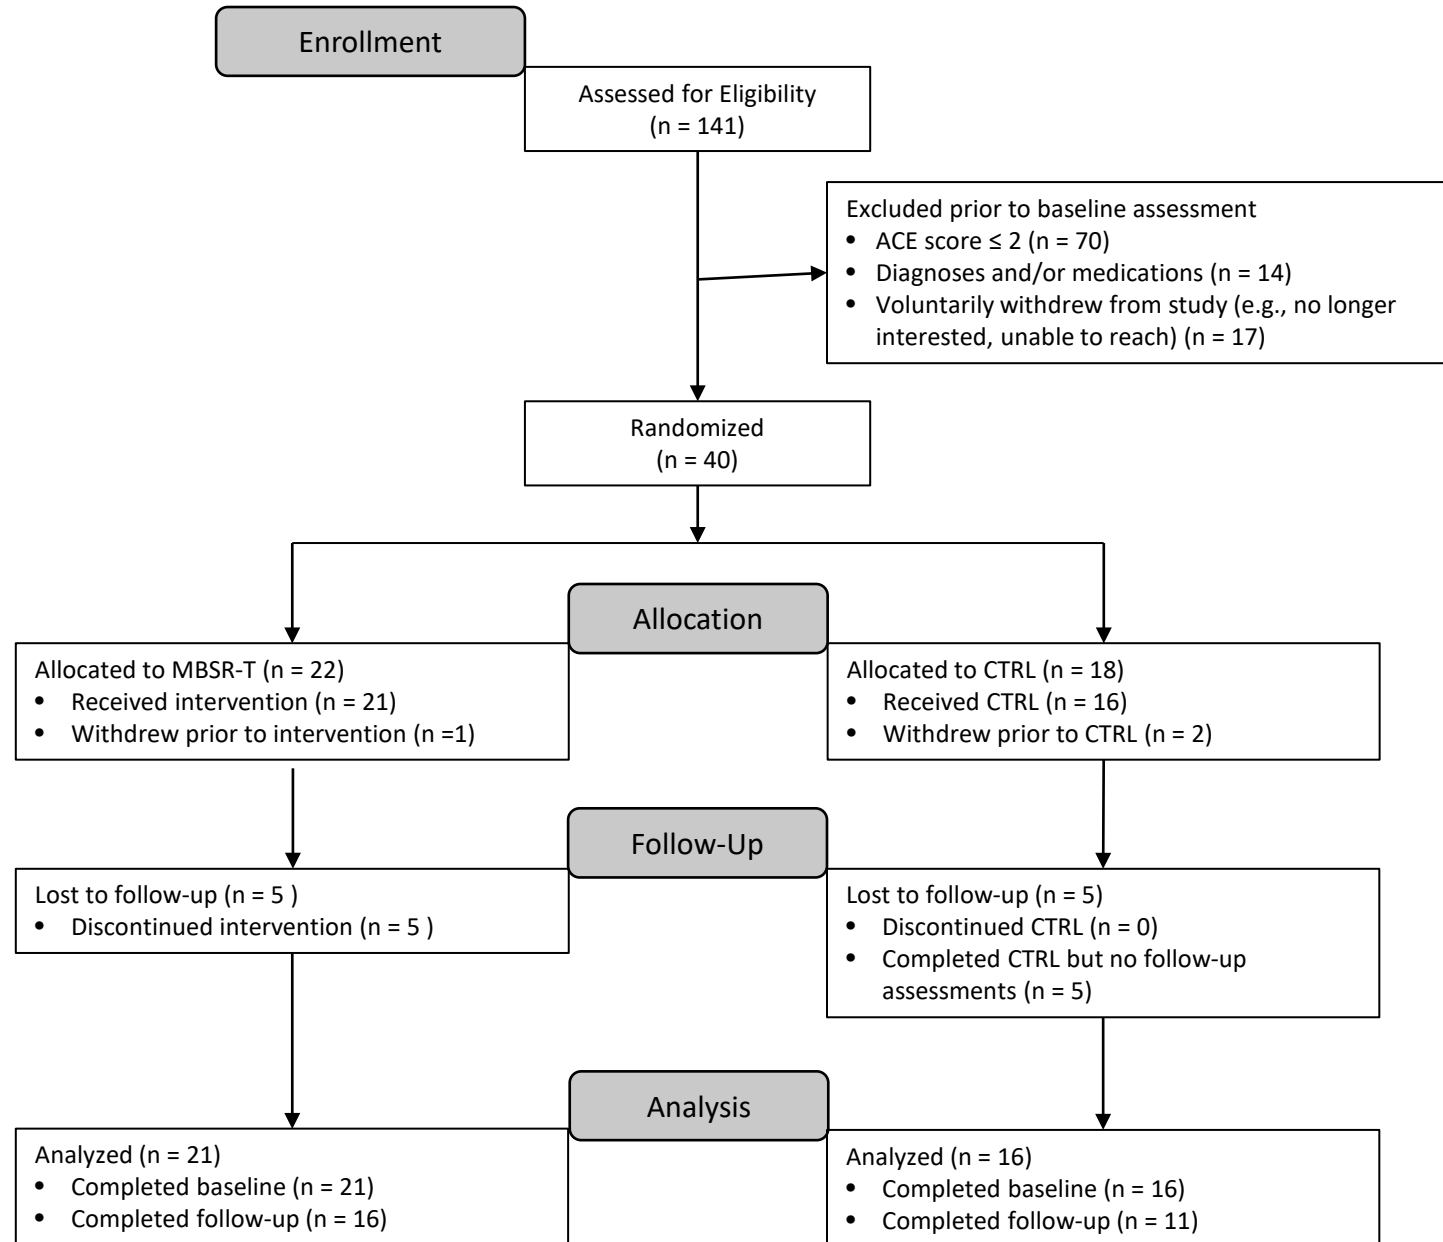 Enrollment
Assessed for Eligibility
(n = 141)
Excluded prior to baseline assessment
• ACE score ≤ 2 (n = 70)
• Diagnoses and/or medications (n = 14)
• Voluntarily withdrew from study (e.g., no longer
interested, unable to reach) (n = 17)
Randomized
(n = 40)
Allocation
Allocated to MBSR-T (n = 22)
• Received intervention (n = 21)
• Withdrew prior to intervention (n =1)
Allocated to CTRL (n = 18)
• Received CTRL (n = 16)
• Withdrew prior to CTRL (n = 2)
Follow-Up
Lost to follow-up (n = 5 )
• Discontinued intervention (n = 5 )
Lost to follow-up (n = 5)
• Discontinued CTRL (n = 0)
• Completed CTRL but no follow-up
assessments (n = 5)
Analysis
Analyzed (n = 21)
• Completed baseline (n = 21)
• Completed follow-up (n = 16)
Analyzed (n = 16)
• Completed baseline (n = 16)
• Completed follow-up (n = 11)